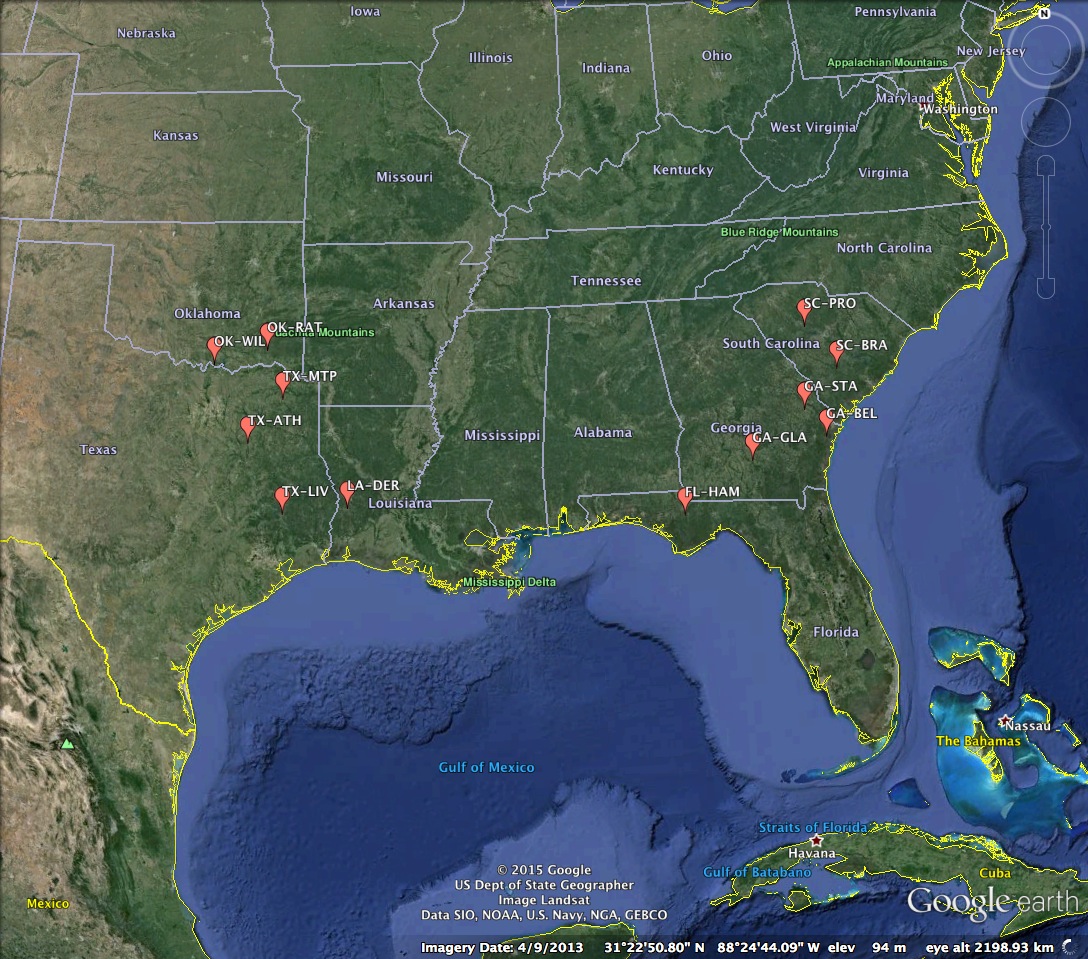 Iowa
Pennsylvania
N
Nebraska
New Jersey
Illinois
Ohio
Appalachian Mountains
Indiana
Maryland
Washington
Kansas
West Virginia
Missouri
Kentucky
Virginia
Blue Ridge Mountains
North Carolina
Tennessee
Arkansas
SC-PRO
Oklahoma
OK-RAT
uachita Mountains
OK-WIL
South Carolina
SC-BRA
TX-MTP
GA-STA
GA-BEL
TX-ATH
Georgia
GA-GLA
Mississippi
Alabama
Texas
TX-LIV
LA-DER
FL-HAM
Louisiana
Mississippi Delta
Florida
Nassau
The Bahamas
Gulf of Mexico
Straits of Florida
Havana
© 2015 Google
Gulf of Batabano
Cuba
US Dept of State Geographer
Image Landsat
Mexico
Google earth
Data SIO, NOAA, U.S. Navy, NGA, GEBCO
Imagery Date: 4/9/2013 31°22'50.80" N 88°24'44.09" W elev 94 m eye alt 2198.93 km